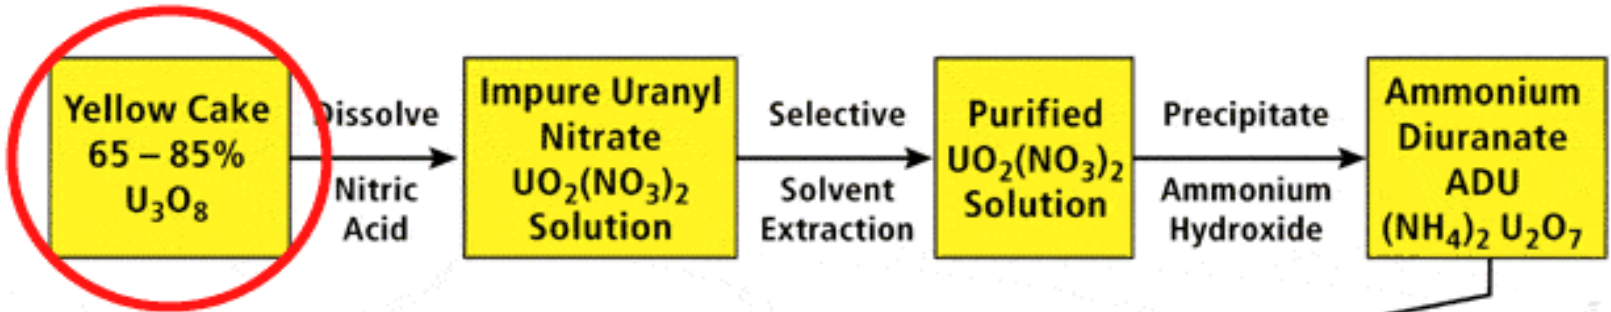 Yellow Cake
65 – 85%
U₃O₈
Dissolve
Nitric
Acid
Impure Uranyl
Nitrate
UO₂(NO₃)₂
Solution
Selective
Solvent
Extraction
Purified
UO₂(NO₃)₂
Solution
Precipitate
Ammonium
Hydroxide
Ammonium
Diuranate
ADU
(NH₄)₂ U₂O₇